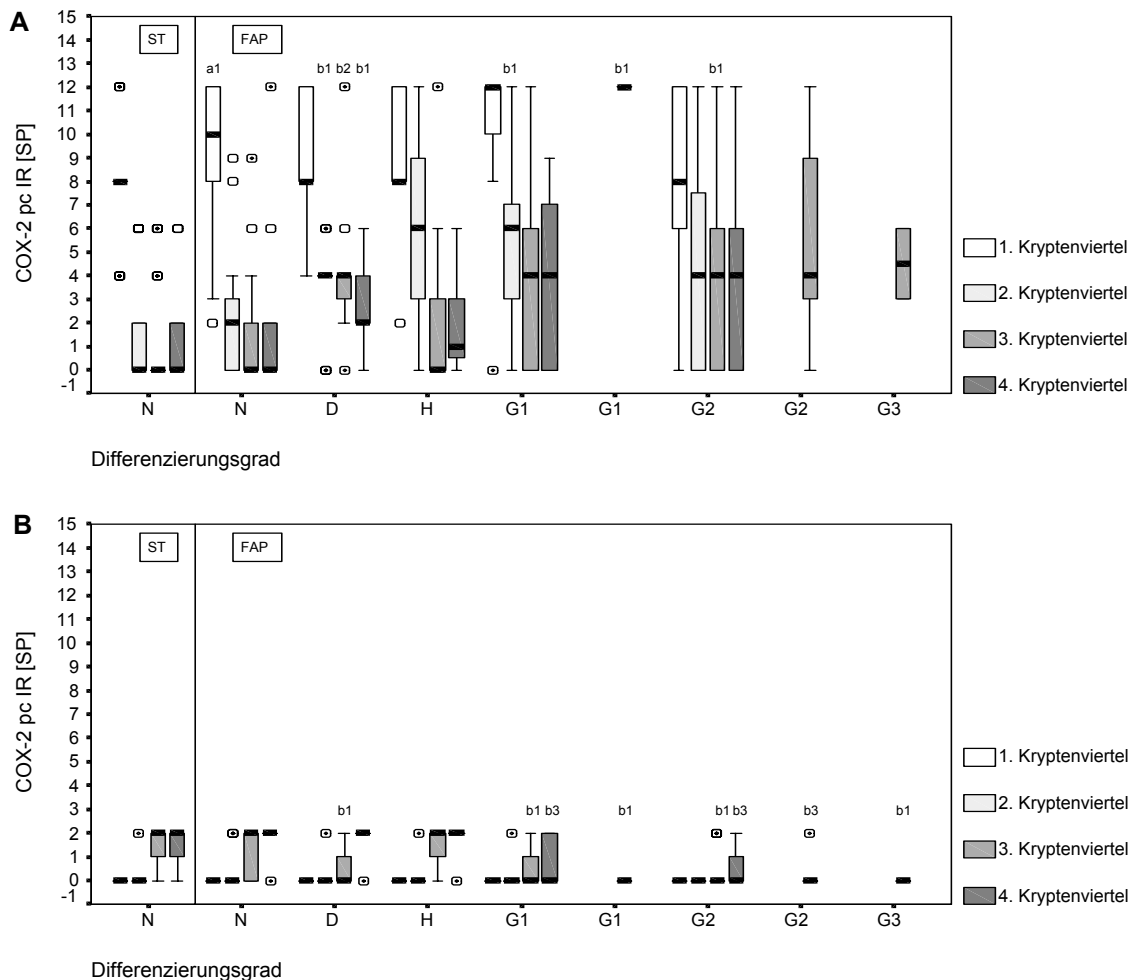 A
COX-2 pc IR [SP]
15
14
13
12
11
10
9
8
7
6
5
4
3
2
1
0
-1
ST FAP
a1 b1 b2 b1 b1 b1 b1
N N D H G1 G1 G2 G2 G3
Differenzierungsgrad
1. Kryptenviertel
2. Kryptenviertel
3. Kryptenviertel
4. Kryptenviertel
B
COX-2 pc IR [SP]
15
14
13
12
11
10
9
8
7
6
5
4
3
2
1
0
-1
ST FAP
b1 b1 b3 b1 b1 b3 b3 b1
N N D H G1 G1 G2 G2 G3
Differenzierungsgrad
1. Kryptenviertel
2. Kryptenviertel
3. Kryptenviertel
4. Kryptenviertel